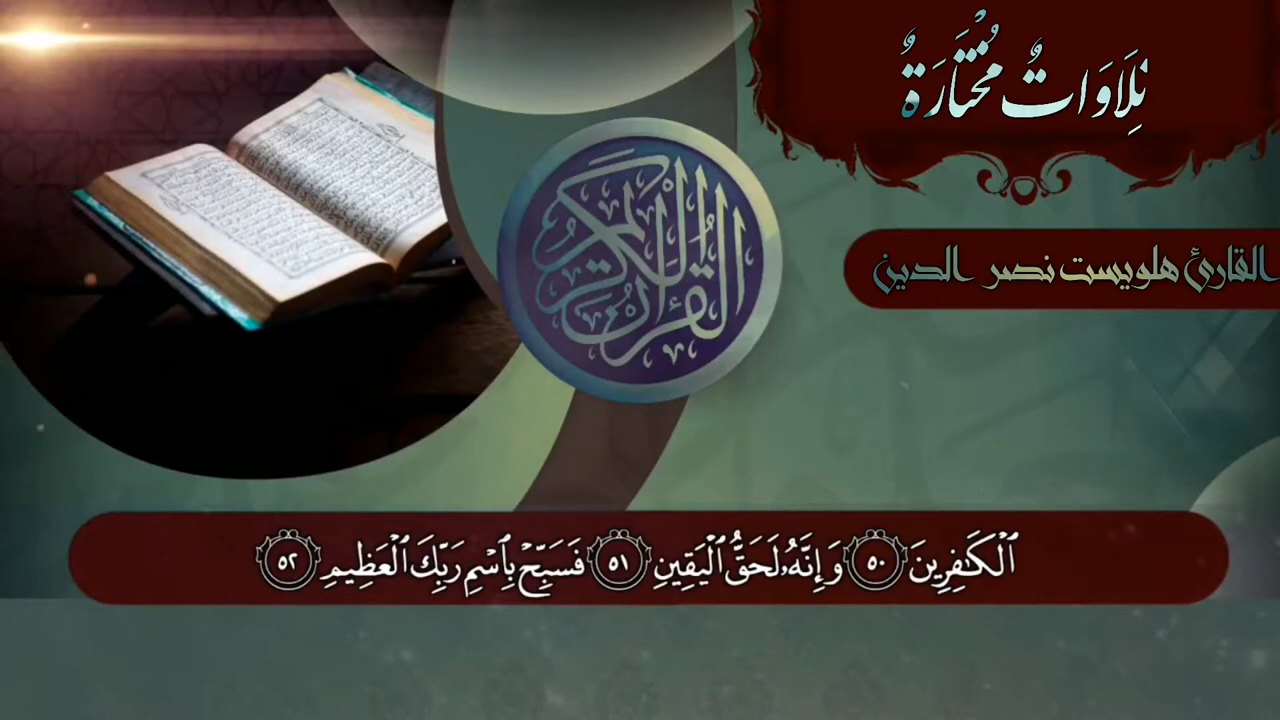 تِلَاوَاتٌ مُخْتَارَةٌ
القرآن الكريم
القارئ هلويست نصر الدين
ٱلْكَٰفِرِينَ ٥٠ وَإِنَّهُۥ لَحَقُّ ٱلْيَقِينِ ٥١ فَسَبِّحْ بِٱسْمِ رَبِّكَ ٱلْعَظِيمِ ٥٢